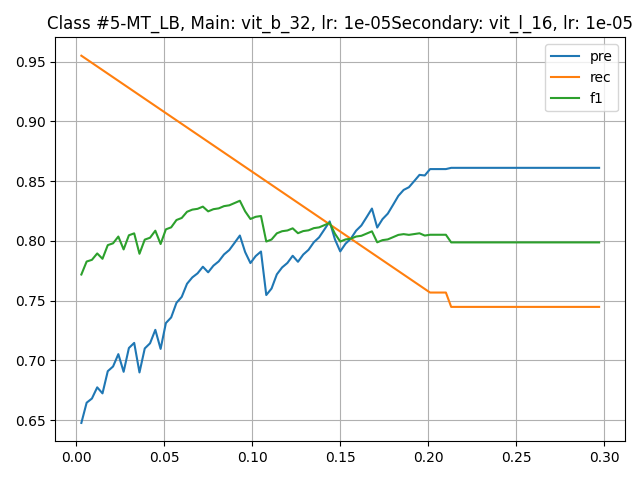 Class #5-MT_LB, Main: vit_b_32, lr: 1e-05Secondary: vit_l_16, lr: 1e-05
pre
rec
f1
0.95
0.90
0.85
0.80
0.75
0.70
0.65
0.00 0.05 0.10 0.15 0.20 0.25 0.30